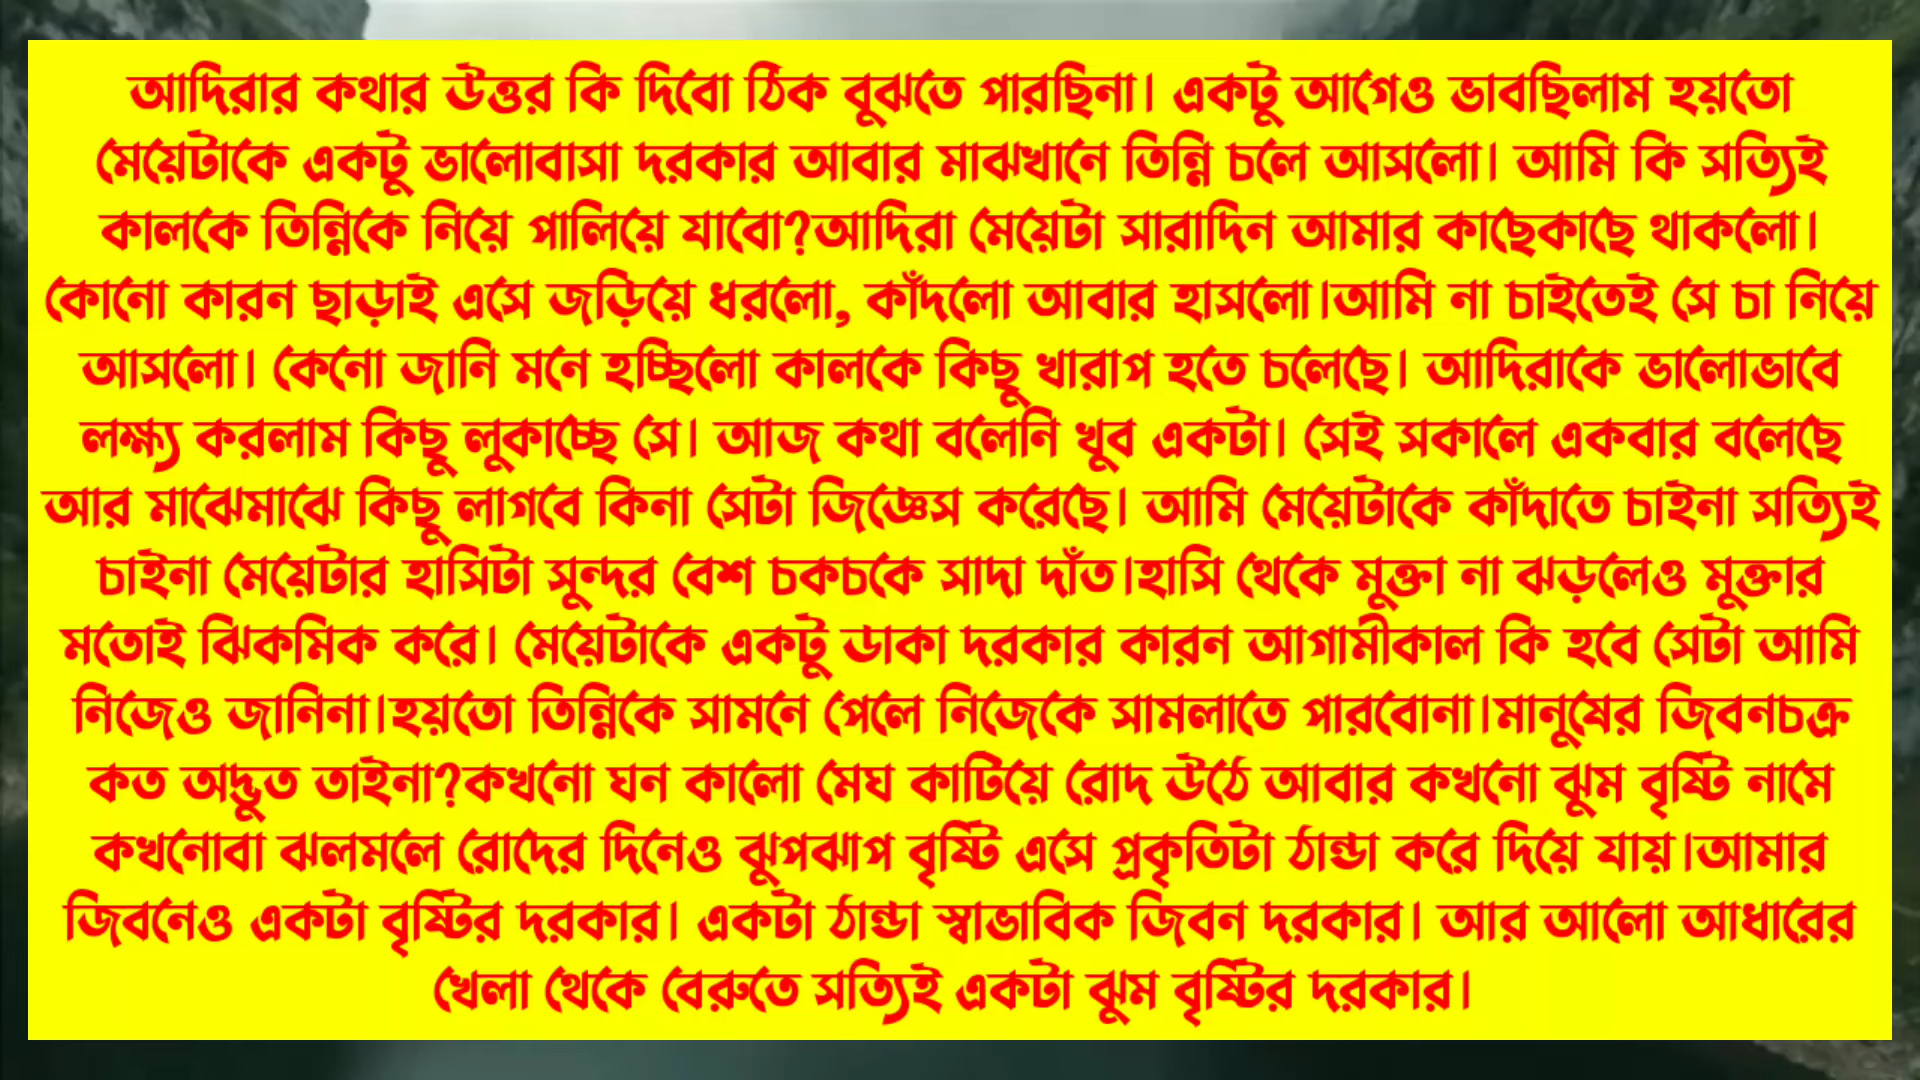 আদিরার কথার উত্তর কি দিবো ঠিক বুঝতে পারছিনা। একটু আগেও ভাবছিলাম হয়তো
মেয়েটাকে একটু ভালোবাসা দরকার আবার মাঝখানে তিন্নি চলে আসলো। আমি কি সত্যিই
কালকে তিন্নিকে নিয়ে পালিয়ে যাবো?আদিরা মেয়েটা সারাদিন আমার কাছেকাছে থাকলো।
কোনো কারন ছাড়াই এসে জড়িয়ে ধরলো, কাঁদলো আবার হাসলো।আমি না চাইতেই সে চা নিয়ে
আসলো। কেনো জানি মনে হচ্ছিলো কালকে কিছু খারাপ হতে চলেছে। আদিরাকে ভালোভাবে
লক্ষ্য করলাম কিছু লুকাচ্ছে সে। আজ কথা বলেনি খুব একটা। সেই সকালে একবার বলেছে
আর মাঝেমাঝে কিছু লাগবে কিনা সেটা জিজ্ঞেস করেছে। আমি মেয়েটাকে কাঁদাতে চাইনা সত্যিই
চাইনা মেয়েটার হাসিটা সুন্দর বেশ চকচকে সাদা দাঁত।হাসি থেকে মুক্তা না ঝড়লেও মুক্তার
মতোই ঝিকমিক করে। মেয়েটাকে একটু ডাকা দরকার কারন আগামীকাল কি হবে সেটা আমি
নিজেও জানিনা।হয়তো তিন্নিকে সামনে পেলে নিজেকে সামলাতে পারবোনা।মানুষের জিবনচক্র
কত অদ্ভুত তাইনা?কখনো ঘন কালো মেঘ কাটিয়ে রোদ উঠে আবার কখনো ঝুম বৃষ্টি নামে
কখনোবা ঝলমলে রোদের দিনেও ঝুপঝাপ বৃষ্টি এসে প্রকৃতিটা ঠান্ডা করে দিয়ে যায়।আমার
জিবনেও একটা বৃষ্টির দরকার। একটা ঠান্ডা স্বাভাবিক জিবন দরকার। আর আলো আধারের
খেলা থেকে বেরুতে সত্যিই একটা ঝুম বৃষ্টির দরকার।